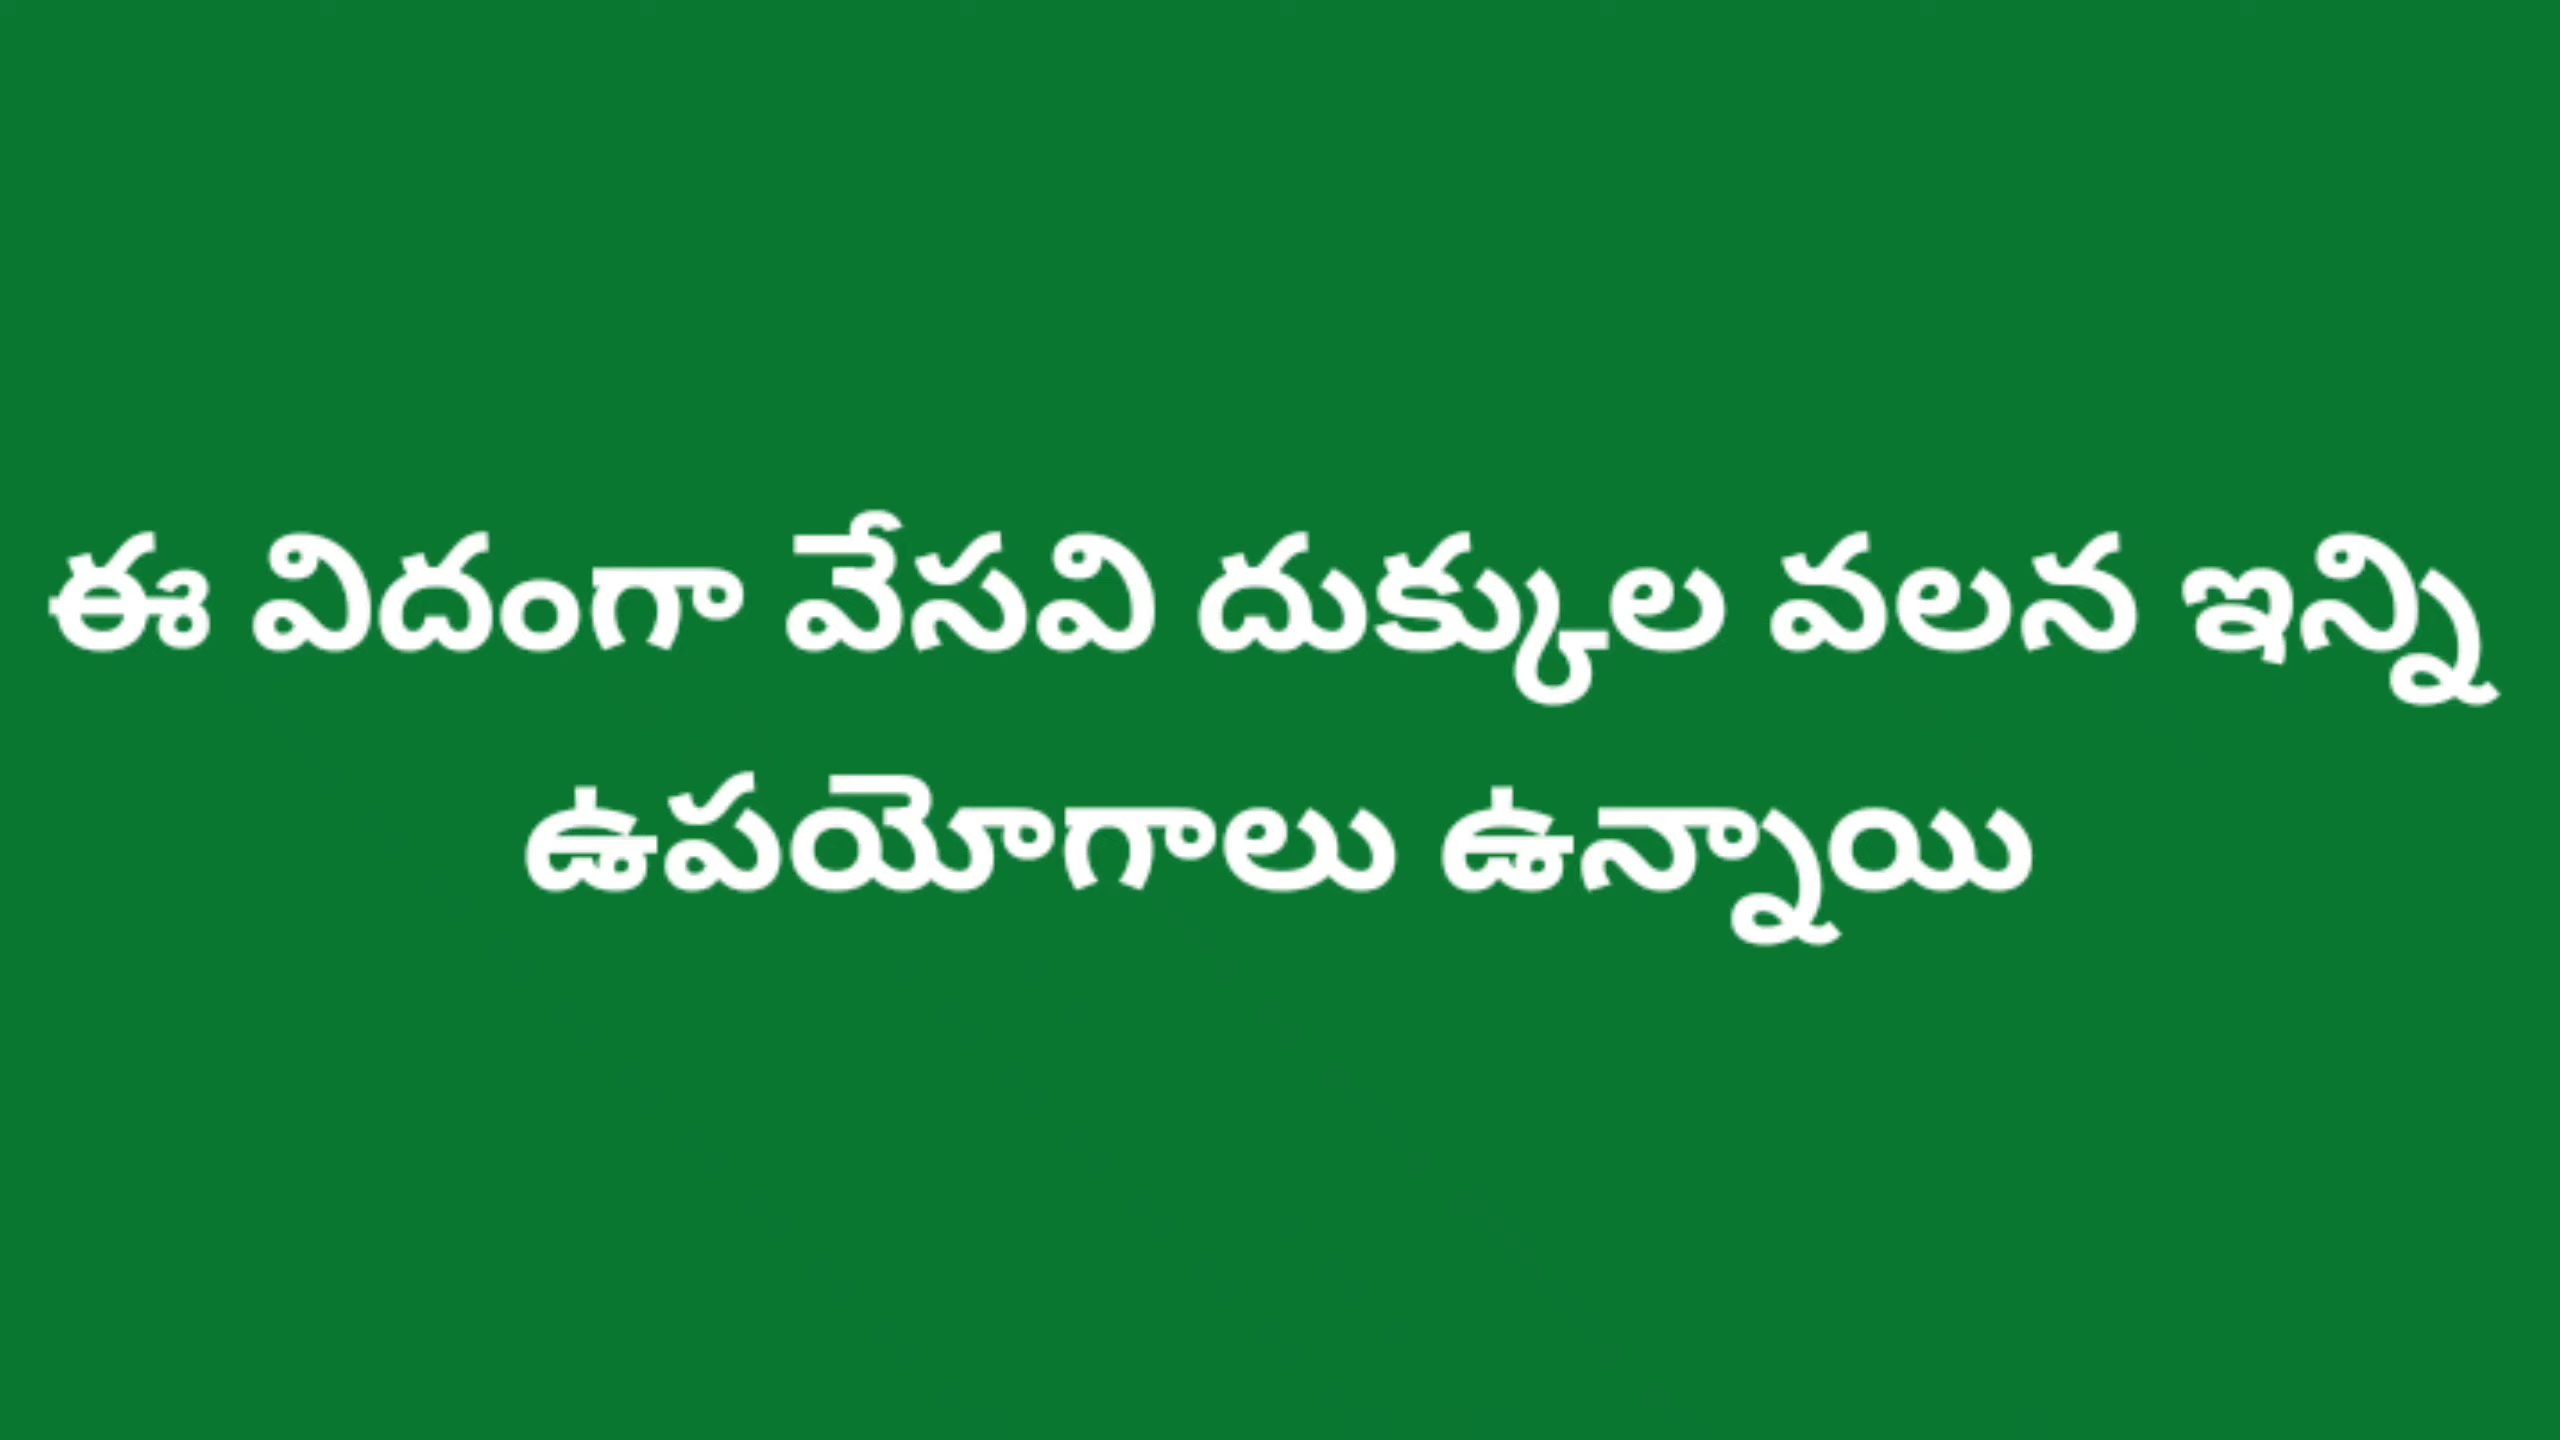 ఈ విదంగా వేసవి దుక్కుల వలన ఇన్ని
ఉపయోగాలు ఉన్నాయి